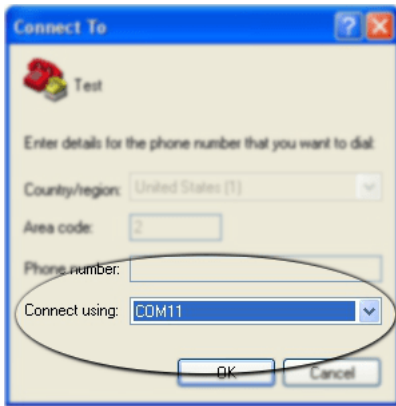 Connect To
Test
Enter details for the phone number that you want to dial:
Country/region: United States (1)
Area code: 2
Phone number:
Connect using: COM11
OK Cancel